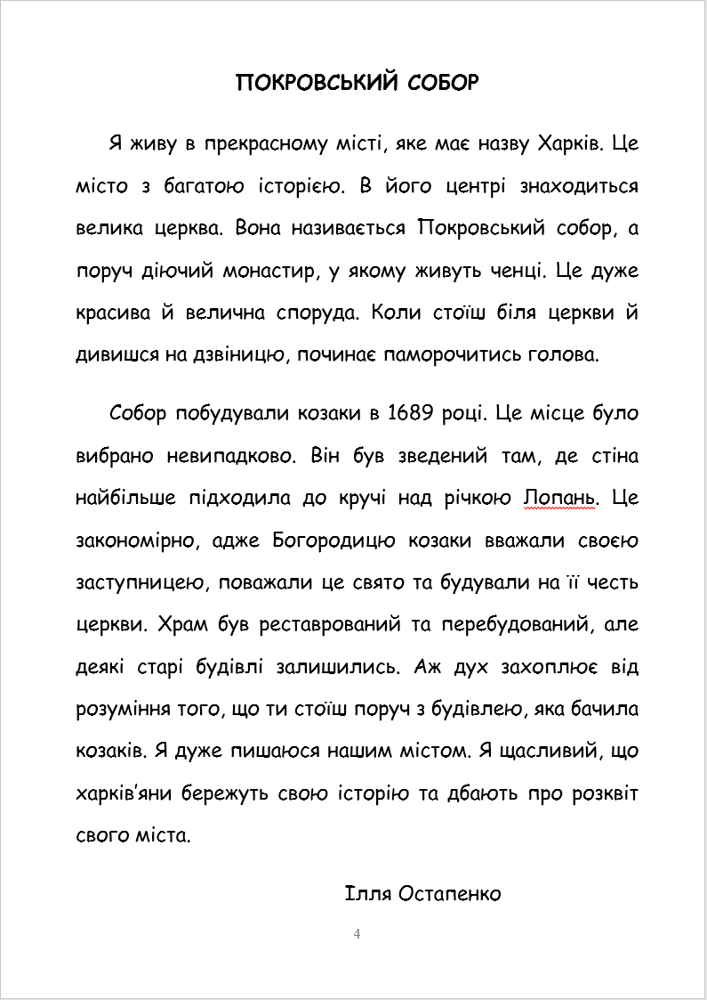 ПОКРОВСЬКИЙ СОБОР
Я живу в прекрасному місті, яке має назву Харків. Це
місто з багатою історією. В його центрі знаходиться
велика церква. Вона називається Покровський собор, а
поруч діючий монастир, у якому живуть ченці. Це дуже
красива й велична споруда. Коли стоїш біля церкви й
дивишся на дзвіницю, починає паморочитись голова.
Собор побудували козаки в 1689 році. Це місце було
вибрано невипадково. Він був зведений там, де стіна
найбільше підходила до кручі над річкою Лопань. Це
закономірно, адже Богородицю козаки вважали своєю
заступницею, поважали це свято та будували на її честь
церкви. Храм був реставрований та перебудований, але
деякі старі будівлі залишились. Аж дух захоплює від
розуміння того, що ти стоїш поруч з будівлею, яка бачила
козаків. Я дуже пишаюся нашим містом. Я щасливий, що
харків’яни бережуть свою історію та дбають про розквіт
свого міста.
Ілля Остапенко
4